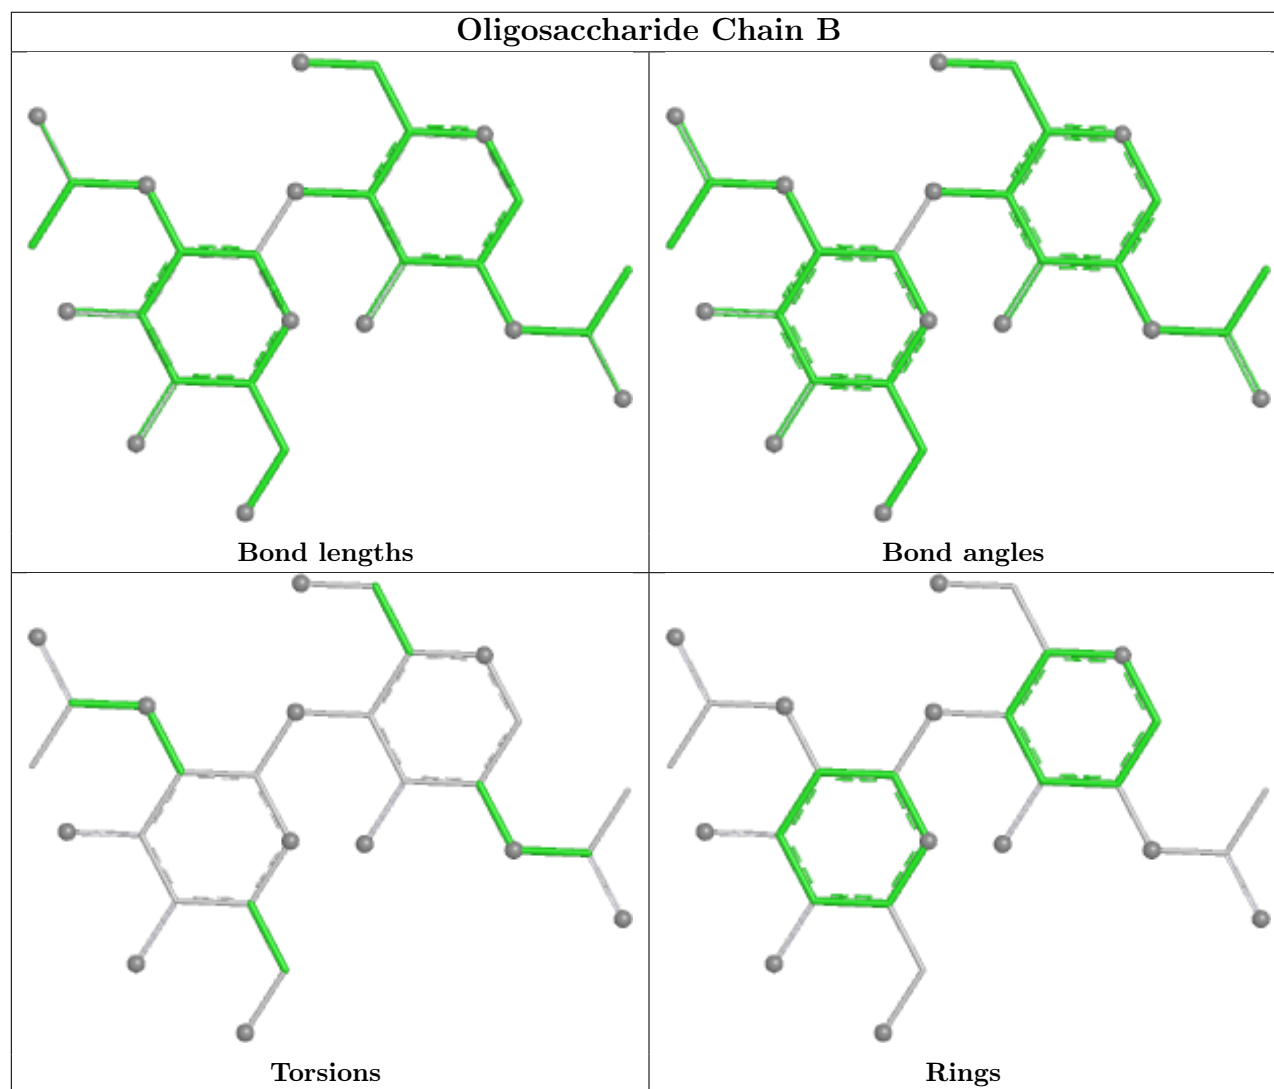 Oligosaccharide Chain B
Bond lengths
Bond angles
Torsions
Rings